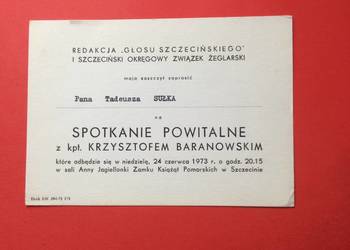 REDAKCJA „GŁOSU SZCZECIŃSKIEGO"
I SZCZECIŃSKI OKRĘGOWY ZWIĄZEK ŻEGLARSKI
mają zaszczyt zaprosić
Pana Tadeusza SUŁKA
na
SPOTKANIE POWITALNE
z kpt. KRZYSZTOFEM BARANOWSKIM
które odbędzie się w niedzielę, 24 czerwca 1973 r. o godz. 20,15
w sali Anny Jagiellonki Zamku Książąt Pomorskich w Szczecinie